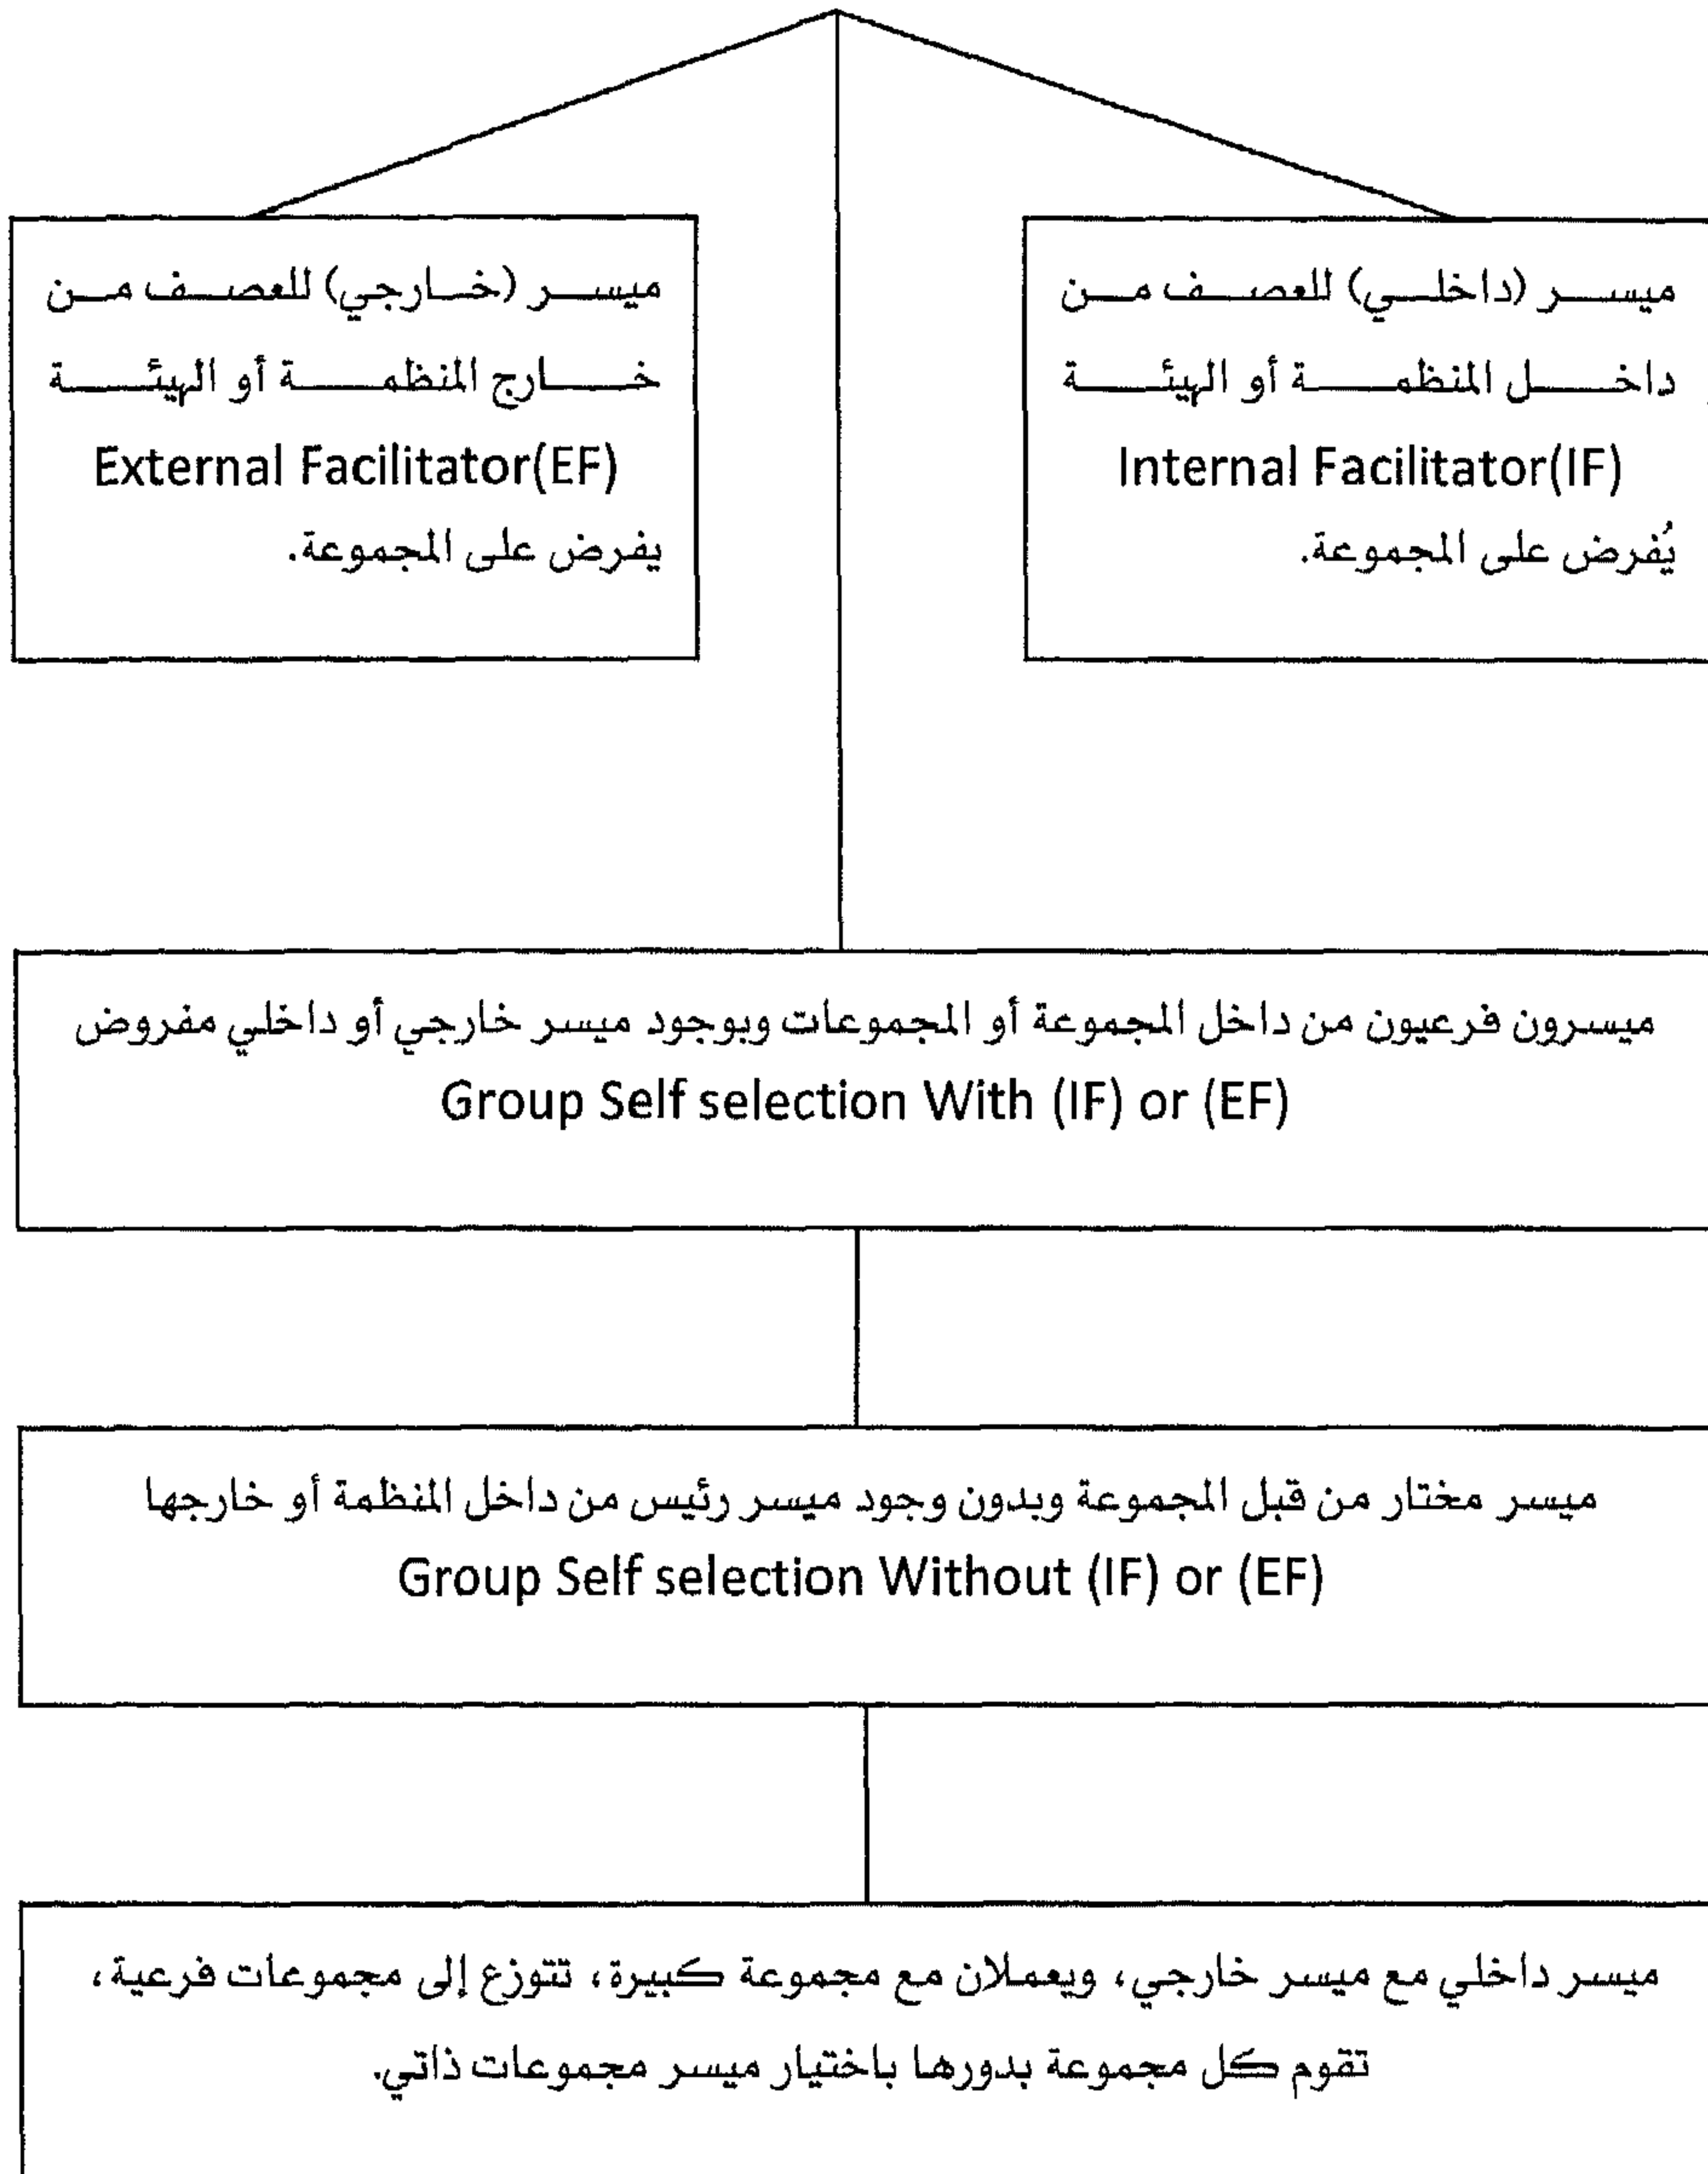 ميسر (داخلي) للعصف من
داخل المنظمة أو الهيئة
Internal Facilitator(IF)
يُفرض على المجموعة.
ميسر (خارجي) للعصف من
خارج المنظمة أو الهيئة
External Facilitator(EF)
يفرض على المجموعة.
ميسرون فرعيون من داخل المجموعة أو المجموعات وبوجود ميسر خارجي أو داخلي مفروض
Group Self selection With (IF) or (EF)
ميسر مختار من قبل المجموعة وبدون وجود ميسر رئيس من داخل المنظمة أو خارجها
Group Self selection Without (IF) or (EF)
ميسر داخلي مع ميسر خارجي، ويعملان مع مجموعة كبيرة، تتوزع إلى مجموعات فرعية،
تقوم كل مجموعة بدورها باختيار ميسر مجموعات ذاتي.